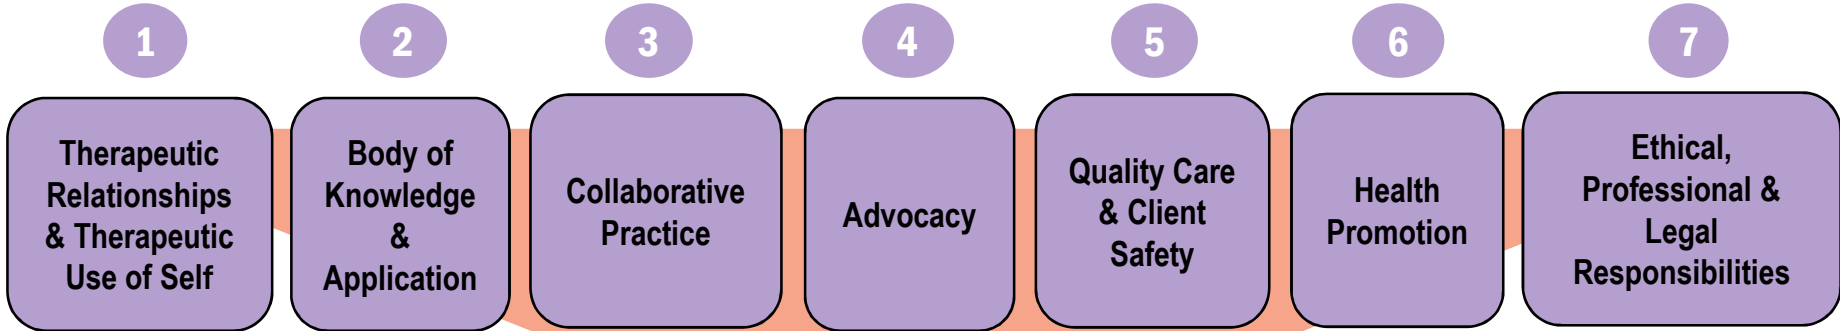 1
2
3
4
5
6
7
Therapeutic
Relationships
& Therapeutic
Use of Self
Body of
Knowledge
&
Application
Collaborative
Practice
Advocacy
Quality Care
& Client
Safety
Health
Promotion
Ethical,
Professional &
Legal
Responsibilities